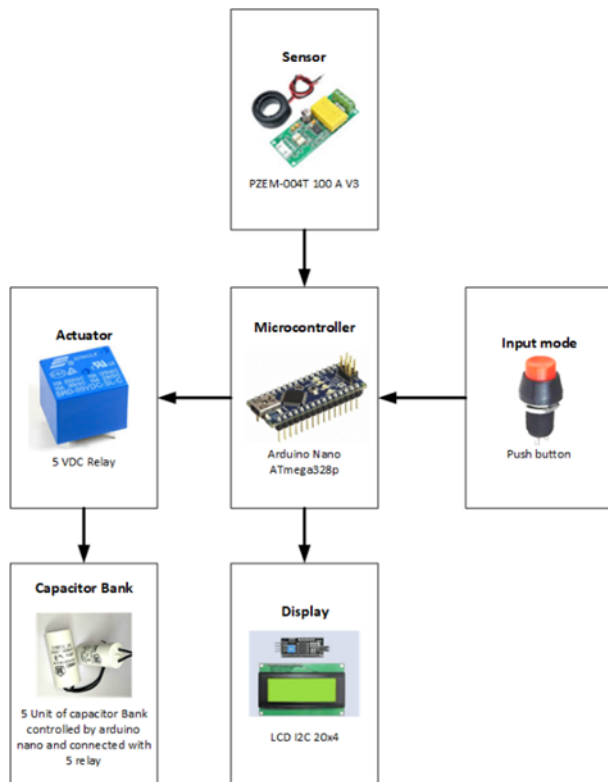 Sensor
PZEM-004T 100 A V3
Actuator
5 VDC Relay
Microcontroller
Arduino Nano
ATmega328p
Input mode
Push button
Capacitor Bank
5 Unit of capacitor Bank
controlled by arduino
nano and connected with
5 relay
Display
LCD I2C 20x4